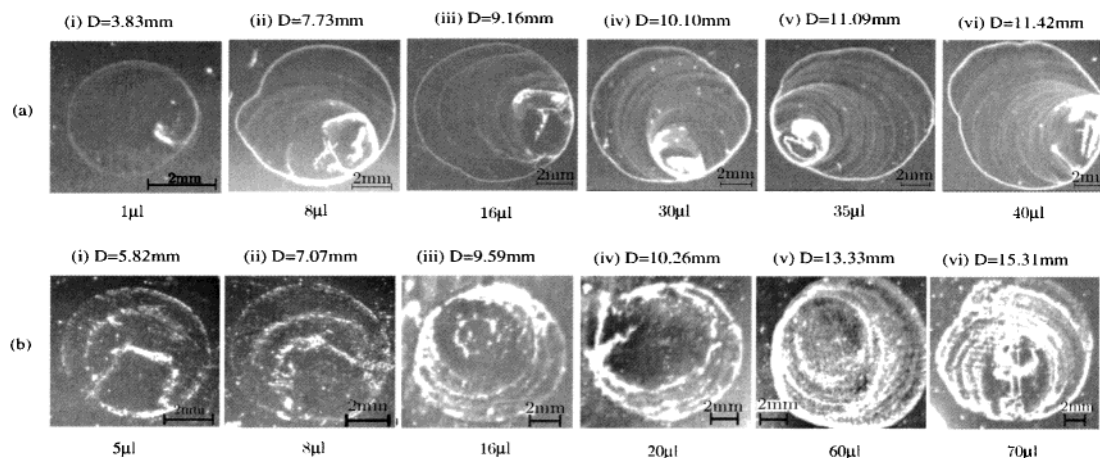 (i) D=3.83mm (ii) D=7.73mm (iii) D=9.16mm (iv) D=10.10mm (v) D=11.09mm (vi) D=11.42mm
(a)
2mm 2mm 2mm 2mm 2mm 2mm
1µl 8µl 16µl 30µl 35µl 40µl
(i) D=5.82mm (ii) D=7.07mm (iii) D=9.59mm (iv) D=10.26mm (v) D=13.33mm (vi) D=15.31mm
(b)
2mm 2mm 2mm 2mm 2mm 2mm
5µl 8µl 16µl 20µl 60µl 70µl